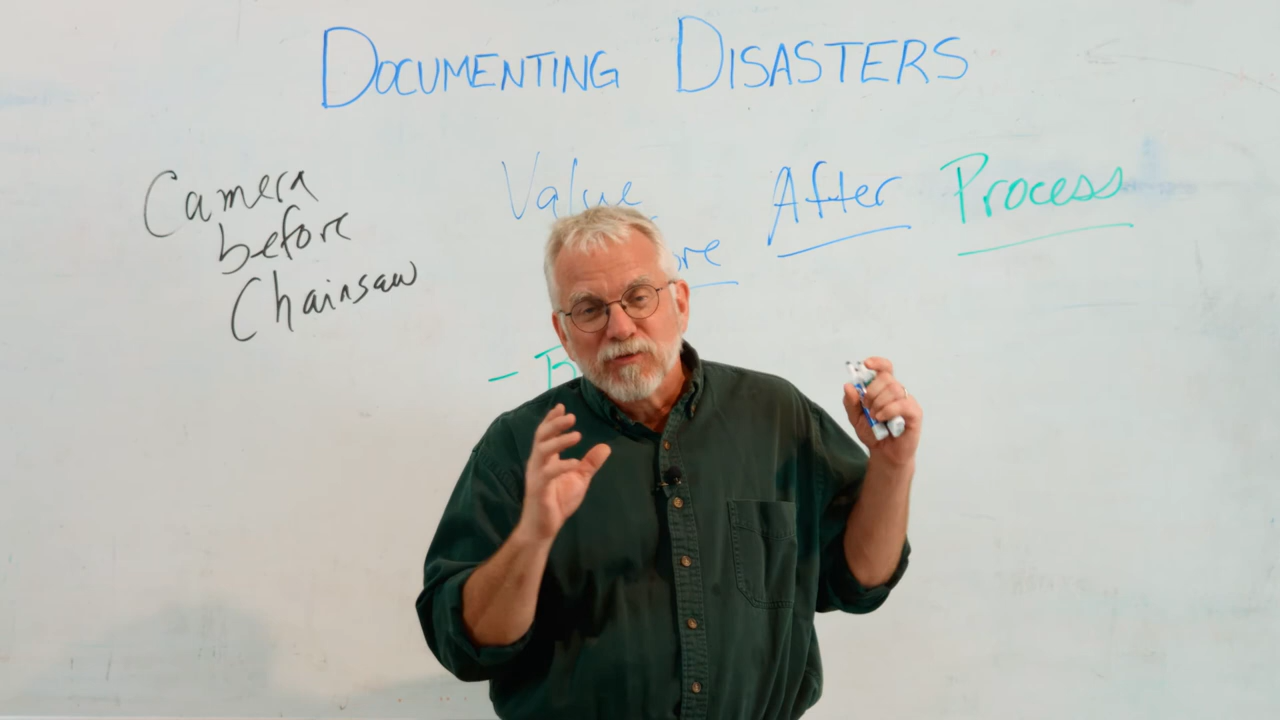 DOCUMENTING DISASTERS
Camera
before
Chainsaw
Value
After
Process